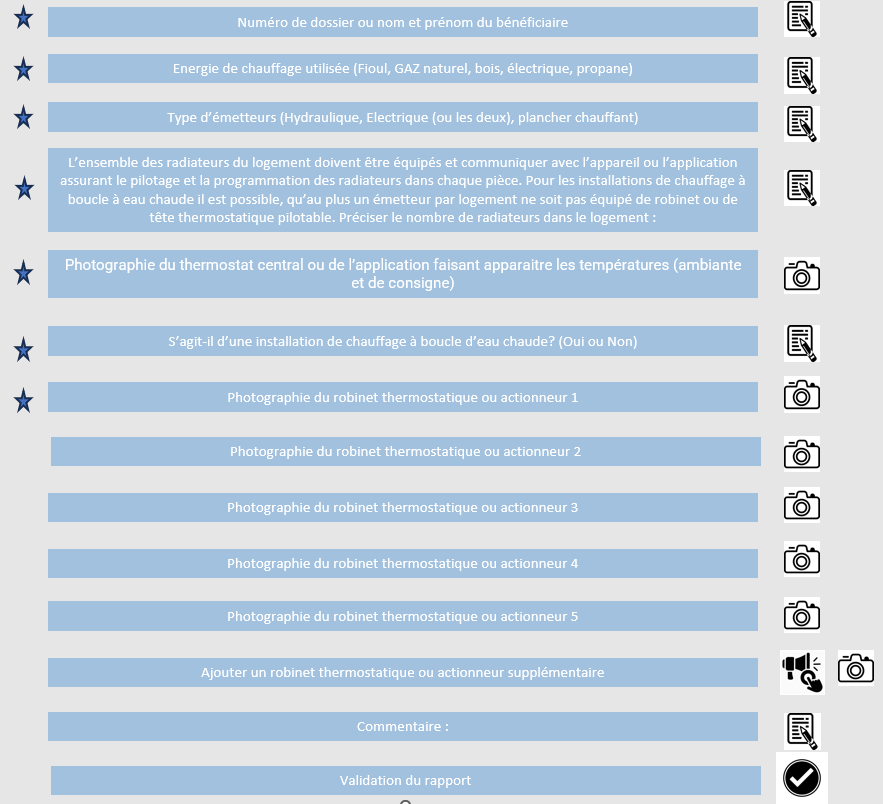 Numéro de dossier ou nom et prénom du bénéficiaire
Energie de chauffage utilisée (Fioul, GAZ naturel, bois, électrique, propane)
Type d'émetteurs (Hydraulique, Electrique (ou les deux), plancher chauffant)
L'ensemble des radiateurs du logement doivent être équipés et communiquer avec l'appareil ou l'application
assurant le pilotage et la programmation des radiateurs dans chaque pièce. Pour les installations de chauffage à
boucle à eau chaude il est possible, qu'au plus un émetteur par logement ne soit pas équipé de robinet ou de
tête thermostatique pilotable. Préciser le nombre de radiateurs dans le logement :
Photographie du thermostat central ou de l'application faisant apparaitre les températures (ambiante
et de consigne)
S'agit-il d'une installation de chauffage à boucle d'eau chaude? (Oui ou Non)
Photographie du robinet thermostatique ou actionneur 1
Photographie du robinet thermostatique ou actionneur 2
Photographie du robinet thermostatique ou actionneur 3
Photographie du robinet thermostatique ou actionneur 4
Photographie du robinet thermostatique ou actionneur 5
Ajouter un robinet thermostatique ou actionneur supplémentaire
Commentaire :
Validation du rapport